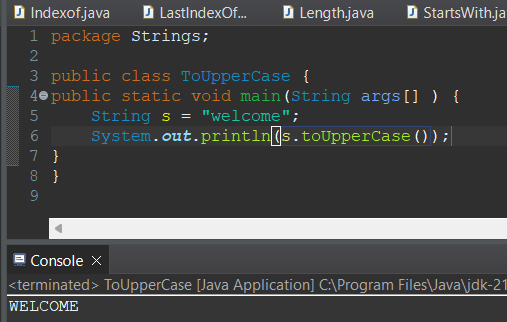 Indexof.java LastIndexOf... Length.java StartsWith.ja
1 package Strings;
2
3 public class ToUpperCase {
4 public static void main(String args[] ) {
5 String s = "welcome";
6 System.out.println(s.toUpperCase());
7 }
8 }
9
Console
<terminated> ToUpperCase [Java Application] C:\Program Files\Java\jdk-21
WELCOME